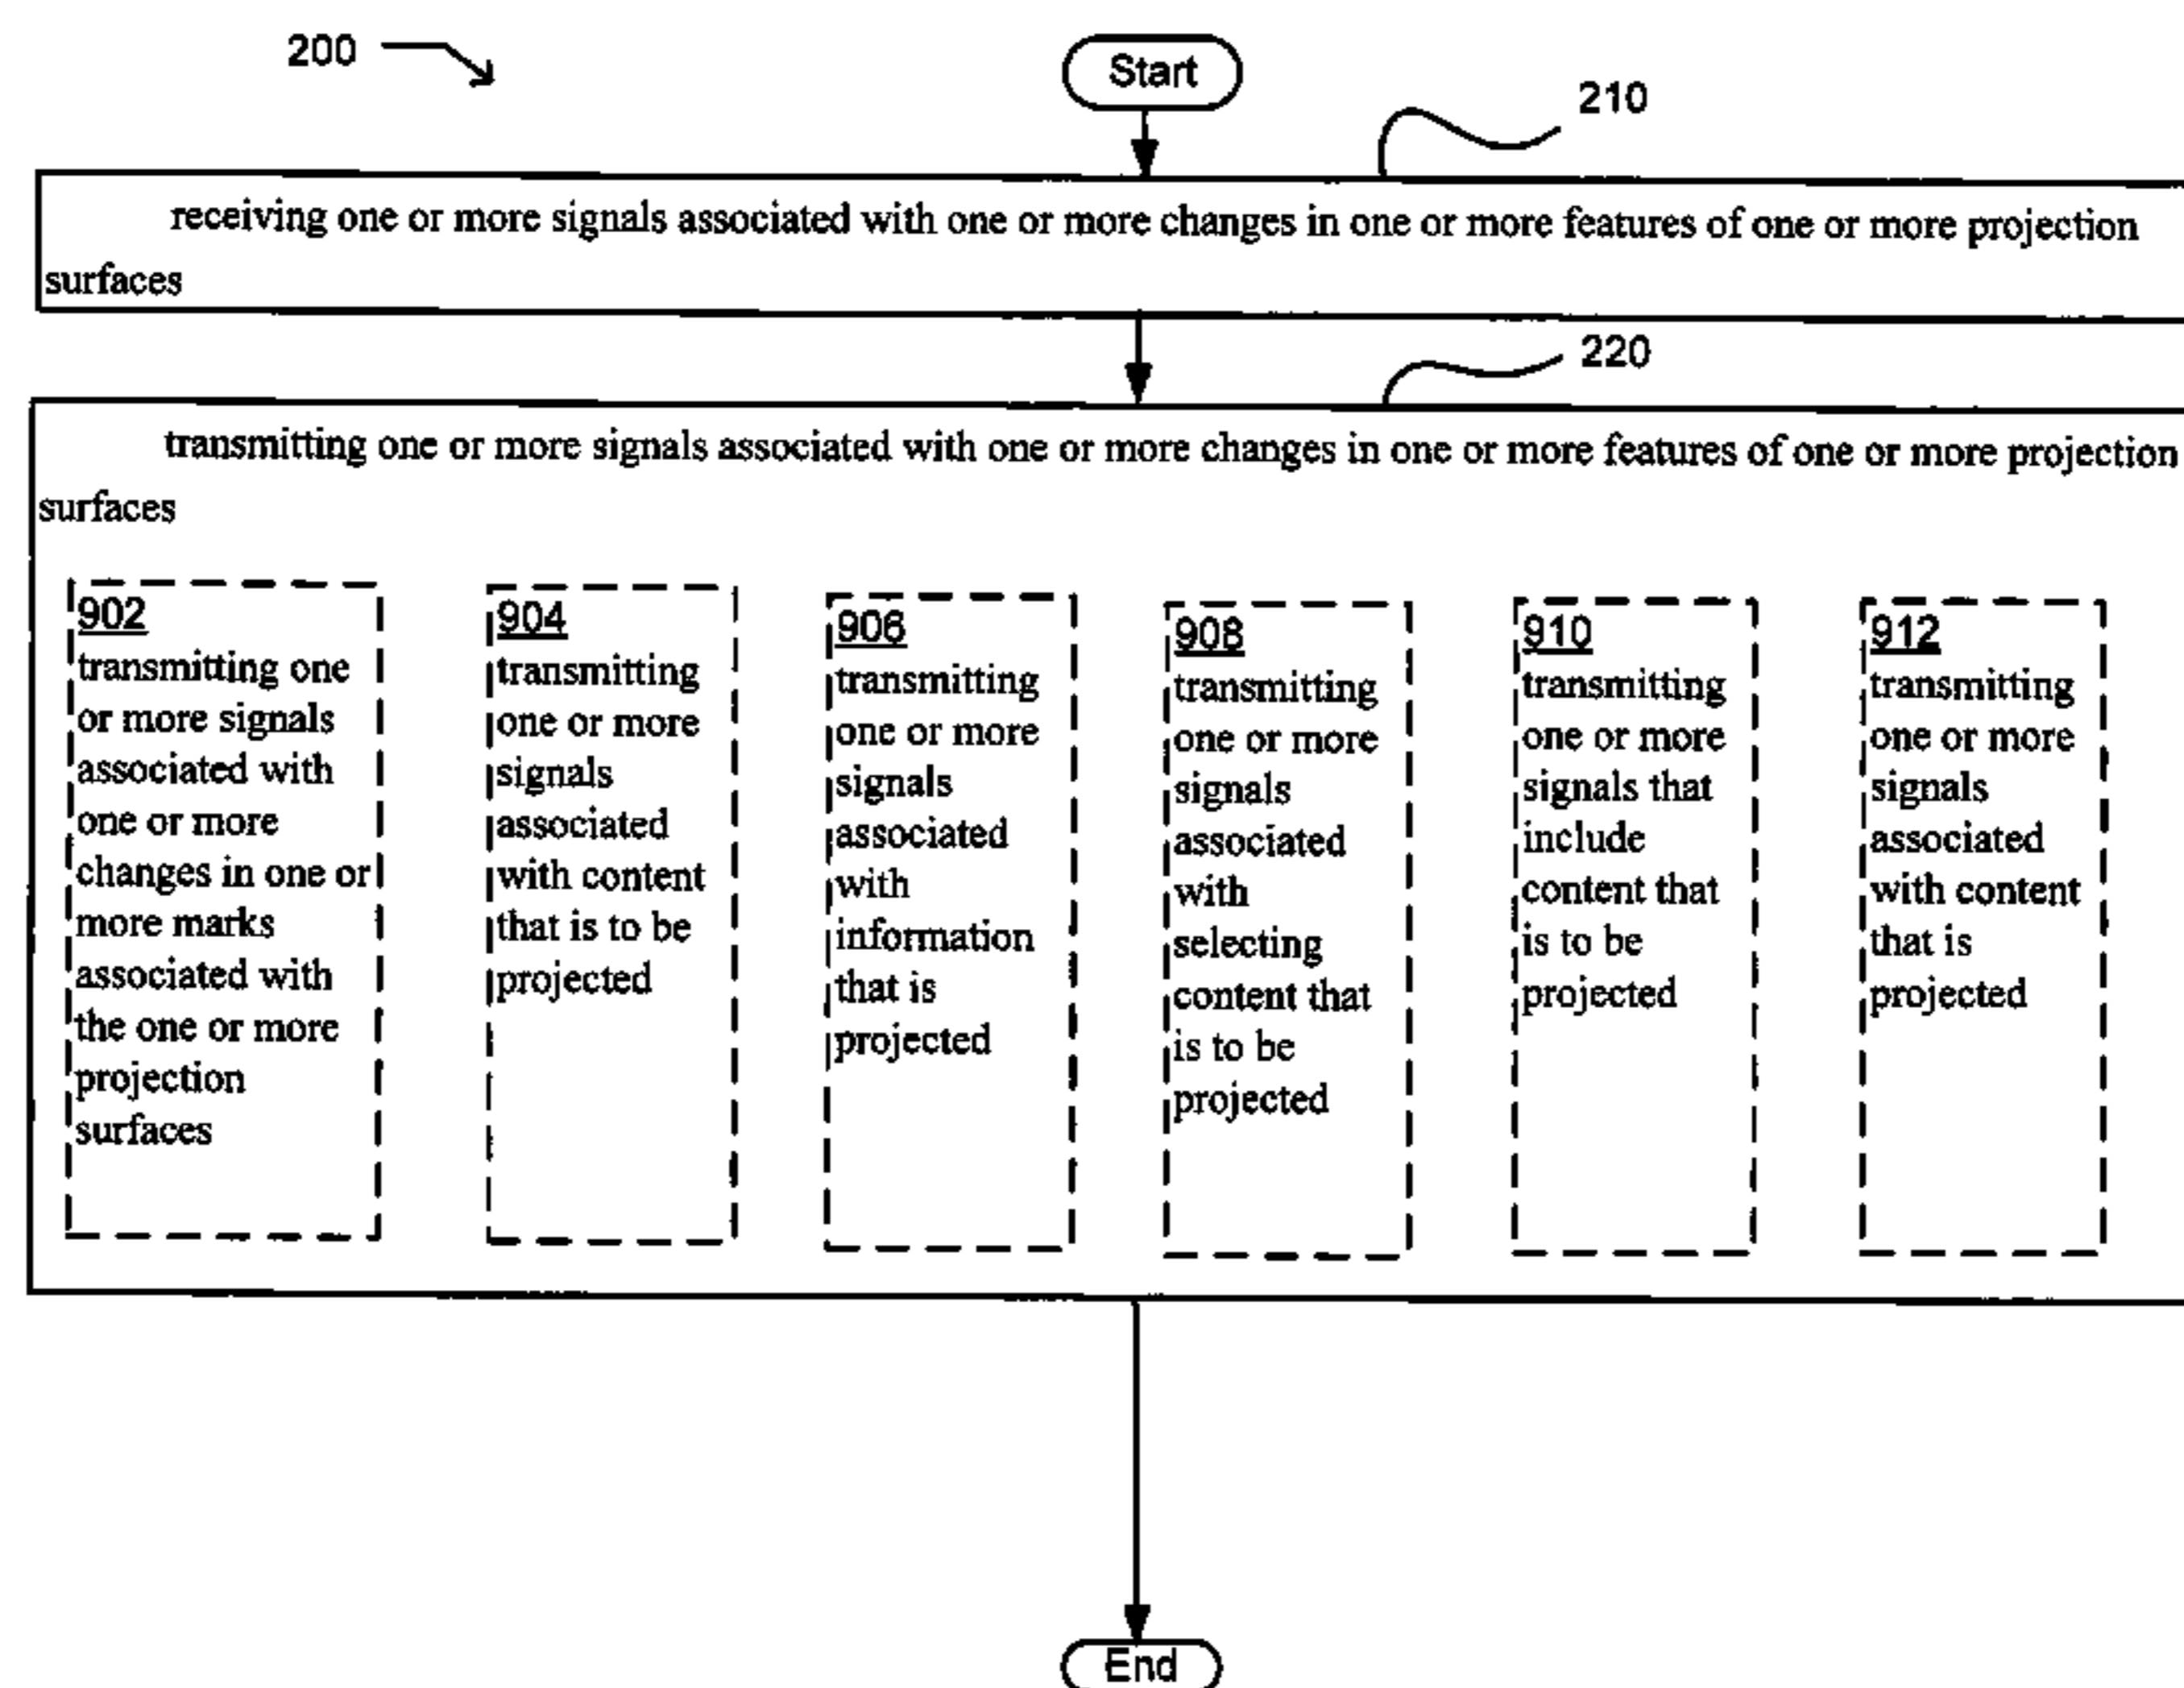 200
Start
210
receiving one or more signals associated with one or more changes in one or more features of one or more projection
surfaces
220
transmitting one or more signals associated with one or more changes in one or more features of one or more projection
surfaces
902
transmitting one
or more signals
associated with
one or more
changes in one or
more marks
associated with
the one or more
projection
surfaces
904
transmitting
one or more
signals
associated
with content
that is to be
projected
906
transmitting
one or more
signals
associated
with
information
that is
projected
908
transmitting
one or more
signals
associated
with
selecting
content that
is to be
projected
910
transmitting
one or more
signals that
include
content that
is to be
projected
912
transmitting
one or more
signals
associated
with content
that is
projected
End